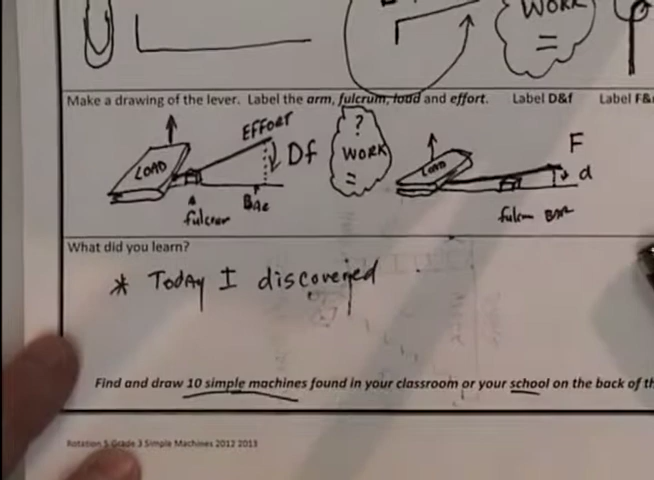 WORK
=
Make a drawing of the lever. Label the arm, fulcrum, load and effort. Label D&f Label F&
EFFORT
?
WORK
=
LOAD
Df
fulcrum
BAr
LOAD
F
d
fulcrum BAR
What did you learn?
* Today I discovered
Find and draw 10 simple machines found in your classroom or your school on the back of th
Rotation 5 Grade 3 Simple Machines 2012 2013